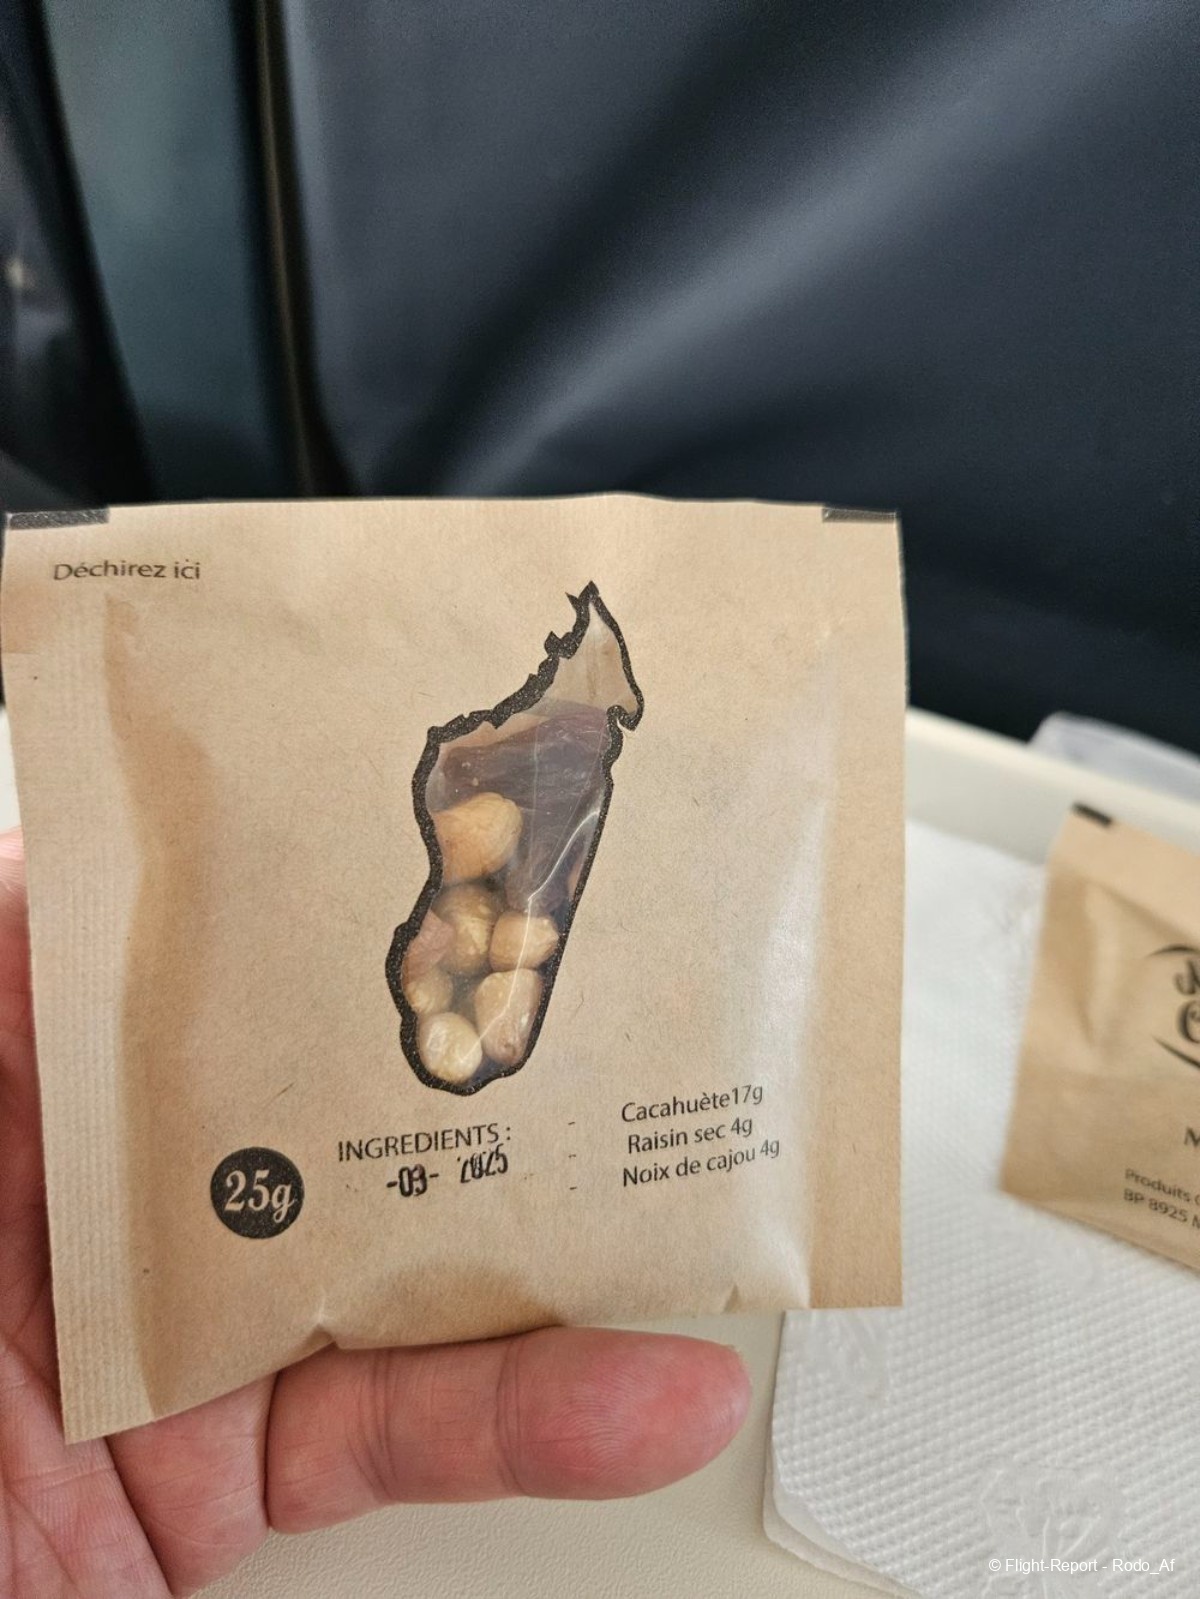 Déchirez ici
INGREDIENTS :
-03- 2025
- Cacahuète17g
- Raisin sec 4g
- Noix de cajou 4g
25g
Produits
BP 8925
© Flight-Report - Rodo_Af